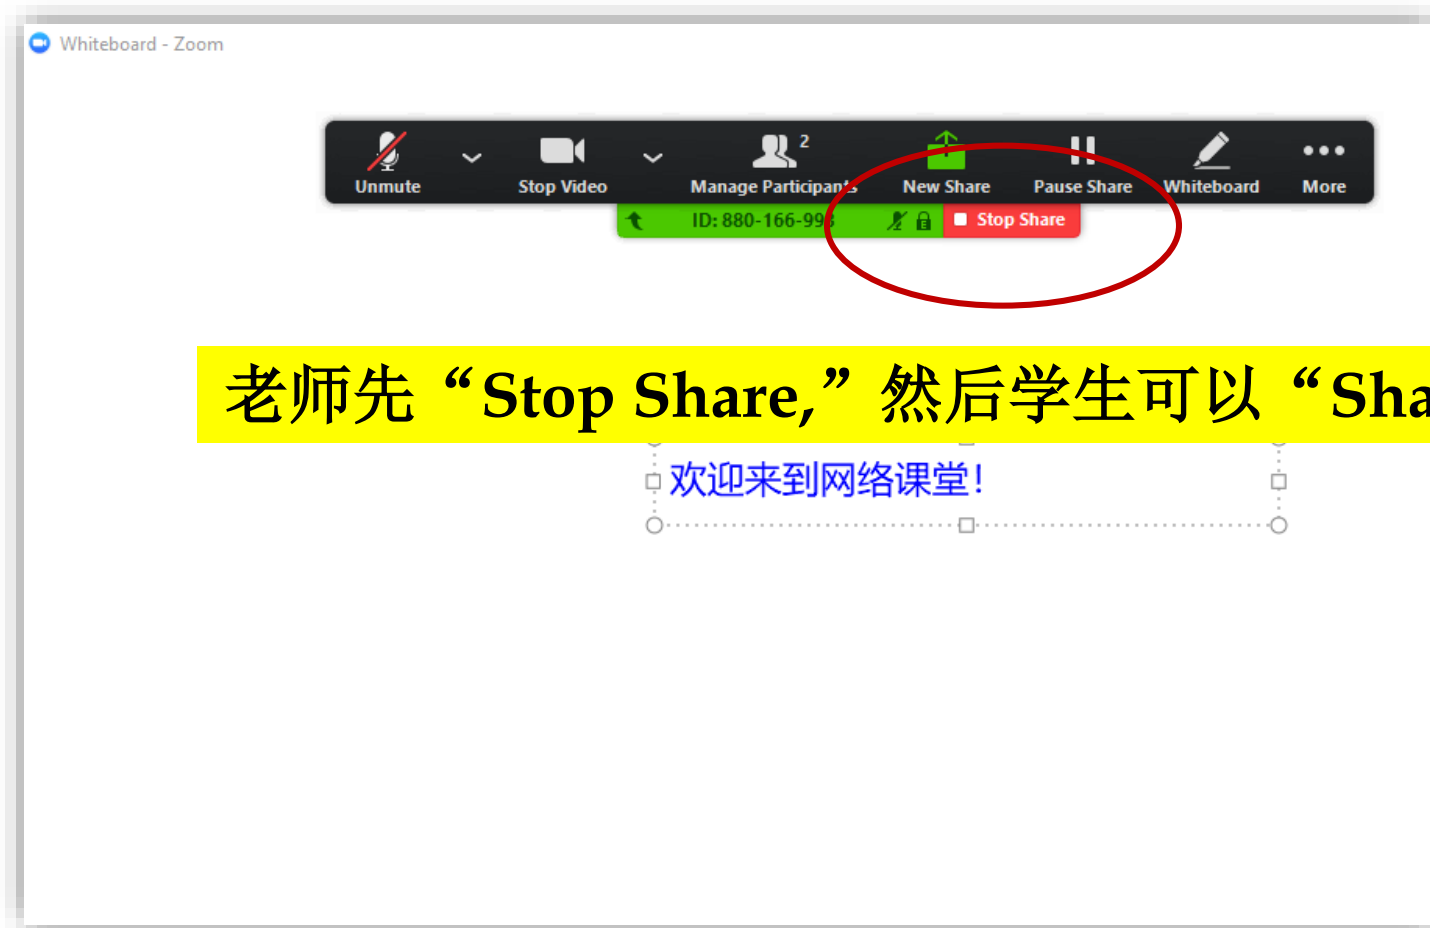 Whiteboard - Zoom
2
Unmute Stop Video Manage Participants New Share Pause Share Whiteboard More
ID: 880-166-993 Stop Share
老师先“Stop Share,”然后学生可以“Sha
欢迎来到网络课堂!